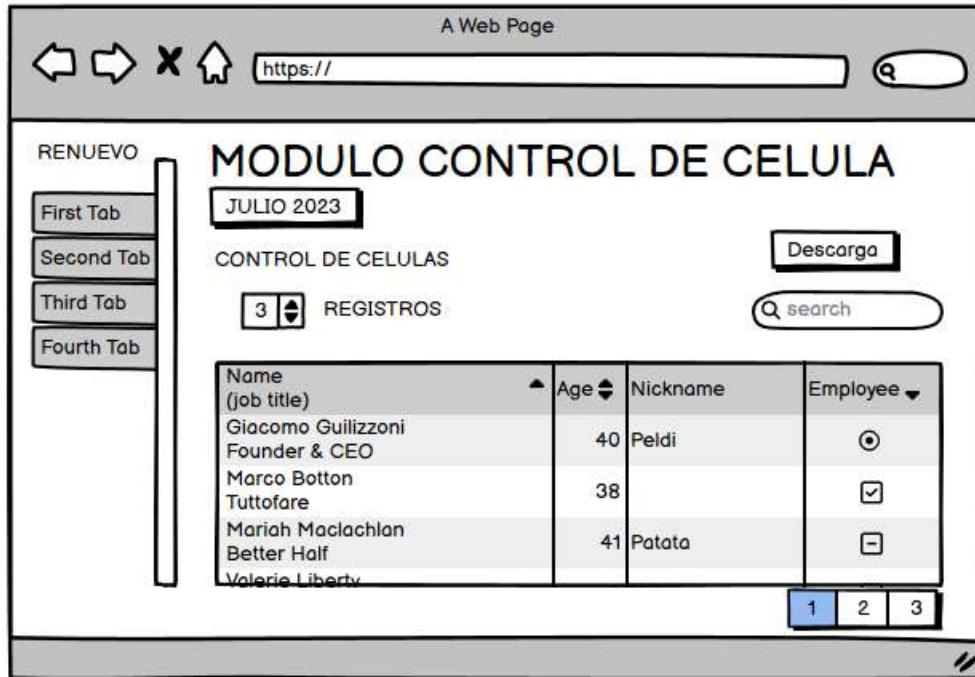 A Web Page
https://
RENUEVO
First Tab
Second Tab
Third Tab
Fourth Tab
MODULO CONTROL DE CELULA
JULIO 2023
CONTROL DE CELULAS
Descarga
3 REGISTROS
search
Name
(job title)
Age
Nickname
Employee
Giacomo Guilizzoni
Founder & CEO
40
Peldi
Marco Botton
Tuttofare
38
Mariah Maclachlan
Better Half
41
Patata
Valerie Liberty
1 2 3